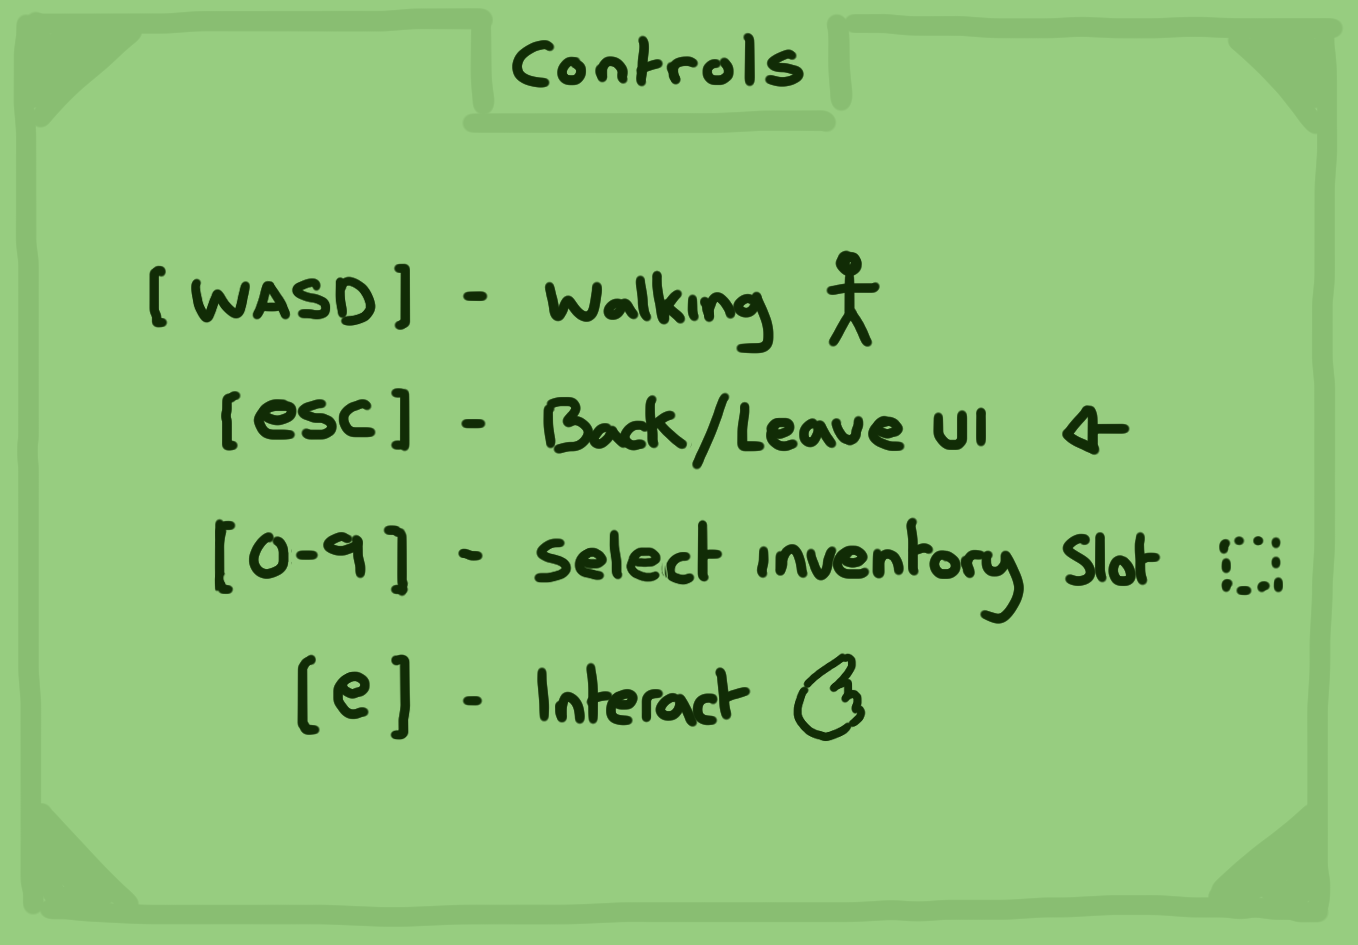 Controls
[WASD] - Walking
[esc] - Back/Leave UI
[0-9] - Select inventory Slot
[e] - Interact